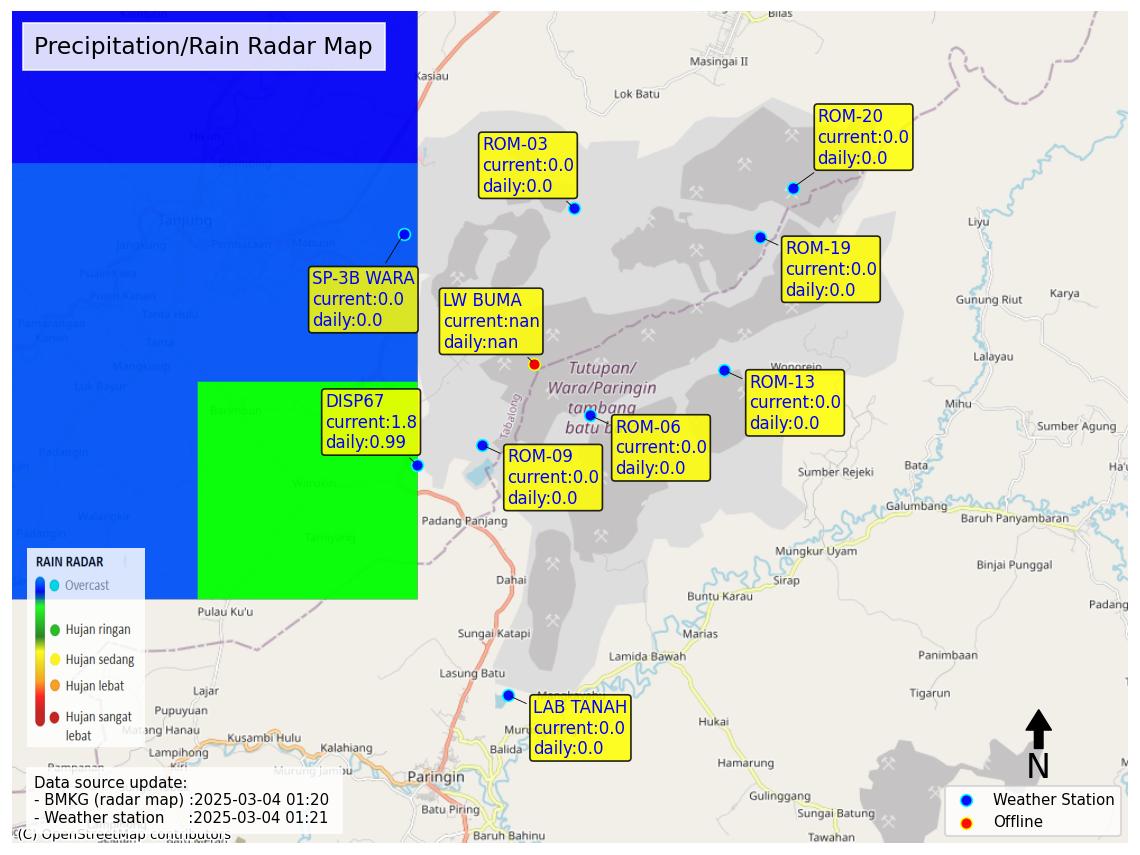 Precipitation/Rain Radar Map
Bilas
Masingai II
Kasiau
Lok Batu
ROM-20
current:0.0
daily:0.0
ROM-03
current:0.0
daily:0.0
Tanjung
Liyu
ROM-19
current:0.0
daily:0.0
SP-3B WARA
current:0.0
daily:0.0
LW BUMA
current:nan
daily:nan
Gunung Riut
Karya
Lalayau
Wonorejo
Tutupan/
Wara/Paringin
tambang
batu b
Tabalong
ROM-13
current:0.0
daily:0.0
DISP67
current:1.8
daily:0.99
ROM-06
current:0.0
daily:0.0
ROM-09
current:0.0
daily:0.0
Mihu
Sumber Agung
Bata
Ha'u
Sumber Rejeki
Galumbang
Baruh Panyambaran
Padang Panjang
Mungkur Uyam
Binjai Punggal
Dahai
Sirap
Buntu Karau
Padang
Pulau Ku'u
Sungai Katapi
Marias
Lamida Bawah
Panimbaan
Lasung Batu
Tigarun
RAIN RADAR
Overcast
Hujan ringan
Hujan sedang
Hujan lebat
Hujan sangat
lebat
Lajar
Pupuyuan
Matang Hanau
Lampihong
Kusambi Hulu
Kalahiang
Murung Jambu
Paringin
Batu Piring
Baruh Bahinu
Balida
LAB TANAH
current:0.0
daily:0.0
Hukai
Hamarung
Gulinggang
Sungai Batung
Tawahan
N
Data source update:
- BMKG (radar map) :2025-03-04 01:20
- Weather station :2025-03-04 01:21
(C) OpenStreetMap contributors
Weather Station
Offline